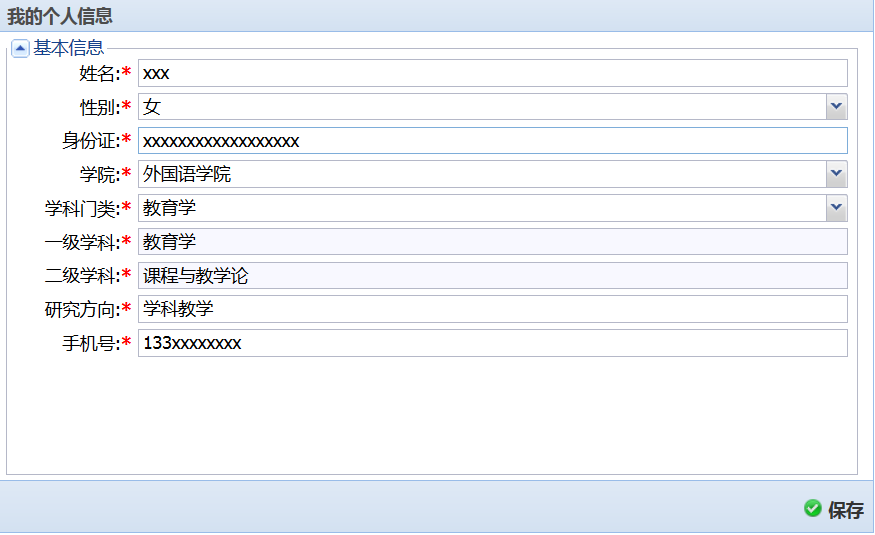 我的个人信息
基本信息
姓名:* xxx
性别:* 女
身份证:* xxxxxxxxxxxxxxxxxx
学院:* 外国语学院
学科门类:* 教育学
一级学科:* 教育学
二级学科:* 课程与教学论
研究方向:* 学科教学
手机号:* 133xxxxxxxx
保存